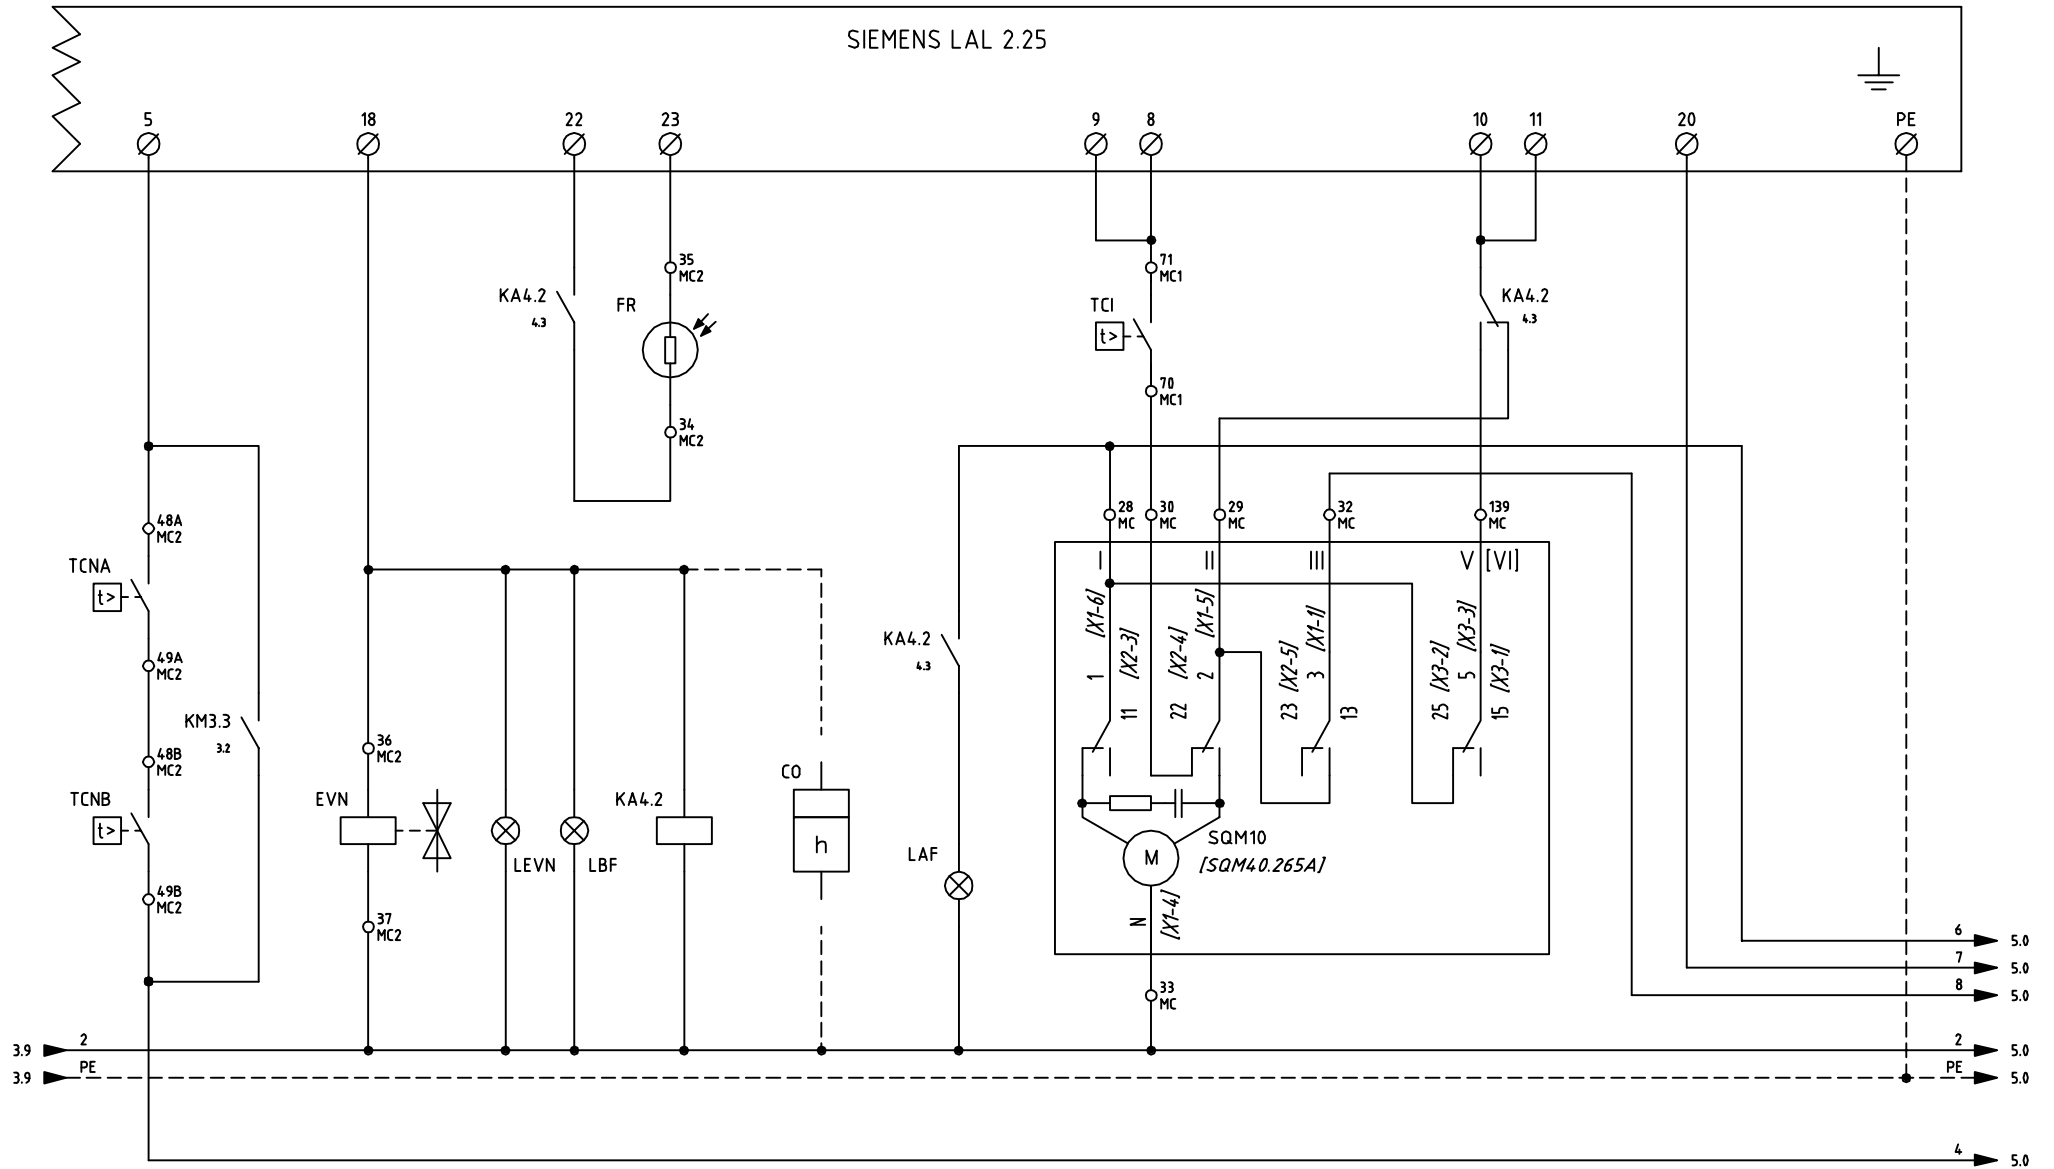 SIEMENS LAL 2.25
5
18
22
23
9
8
10
11
20
PE
35
MC2
71
MC1
KA4.2
4.3
FR
TCI
t>
KA4.2
4.3
70
MC1
34
MC2
48A
MC2
28
MC
30
MC
29
MC
32
MC
139
MC
TCNA
t>
I
II
III
V [VI]
[X1-6]
[X2-3]
[X2-4]
[X1-5]
[X2-5]
[X1-1]
[X3-2]
[X3-3]
[X3-1]
KA4.2
4.3
49A
MC2
1
11
22
2
23
3
13
25
5
15
KM3.3
3.2
36
MC2
48B
MC2
CO
TCNB
t>
EVN
KA4.2
h
LEVN
LBF
LAF
M
SQM10
[SQM40.265A]
49B
MC2
37
MC2
N
[X1-4]
6
5.0
7
5.0
33
MC
8
5.0
3.9
2
2
5.0
3.9
PE
PE
5.0
4
5.0